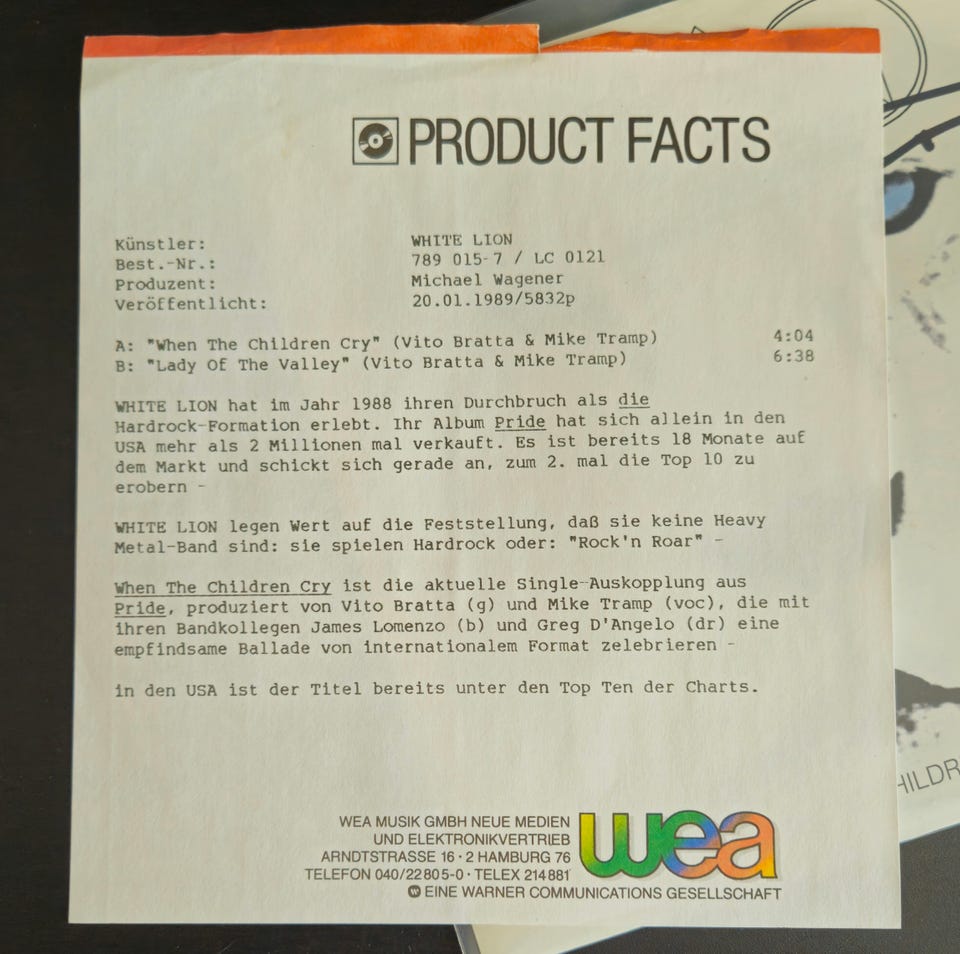 PRODUCT FACTS
Künstler: WHITE LION
Best.-Nr.: 789 015-7 / LC 0121
Produzent: Michael Wagener
Veröffentlicht: 20.01.1989/5832p
A: "When The Children Cry" (Vito Bratta & Mike Tramp) 4:04
B: "Lady Of The Valley" (Vito Bratta & Mike Tramp) 6:38
WHITE LION hat im Jahr 1988 ihren Durchbruch als die
Hardrock-Formation erlebt. Ihr Album Pride hat sich allein in den
USA mehr als 2 Millionen mal verkauft. Es ist bereits 18 Monate auf
dem Markt und schickt sich gerade an, zum 2. mal die Top 10 zu
erobern -
WHITE LION legen Wert auf die Feststellung, daß sie keine Heavy
Metal-Band sind: sie spielen Hardrock oder: "Rock'n Roar" -
When The Children Cry ist die aktuelle Single-Auskopplung aus
Pride, produziert von Vito Bratta (g) und Mike Tramp (voc), die mit
ihren Bandkollegen James Lomenzo (b) und Greg D'Angelo (dr) eine
empfindsame Ballade von internationalem Format zelebrieren -
in den USA ist der Titel bereits unter den Top Ten der Charts.
WEA MUSIK GMBH NEUE MEDIEN
UND ELEKTRONIKVERTRIEB
ARNDTSTRASSE 16 · 2 HAMBURG 76
TELEFON 040/22805-0 · TELEX 214881
wea
EINE WARNER COMMUNICATIONS GESELLSCHAFT